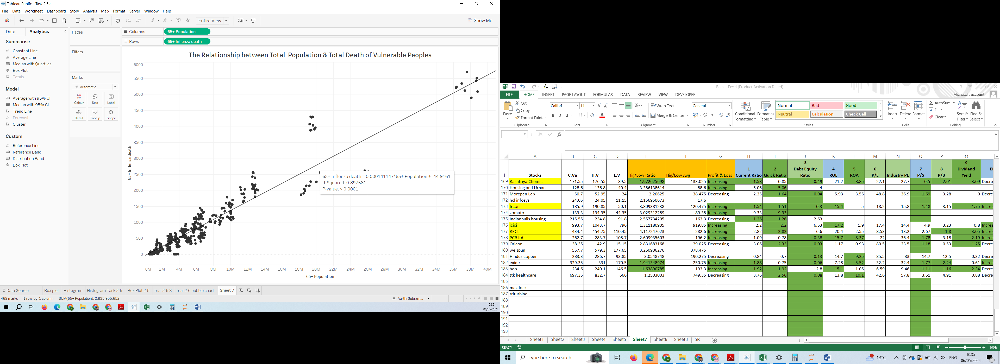 Tableau Public - Task 2.5 c
File Data Worksheet Dashboard Story Analysis Map Format Server Window Help
Entire View
Show Me
Data Analytics
Summarise
Constant Line
Average Line
Median with Quartiles
Box Plot
Totals
Model
Average with 95% CI
Median with 95% CI
Trend Line
Forecast
Cluster
Custom
Reference Line
Reference Band
Distribution Band
Box Plot
Pages
Filters
Marks
Automatic
Colour Size Label
Detail Tooltip Shape
Columns 65+ Population
Rows 65+ Inflenza death
The Relationship between Total Population & Total Death of Vulnerable Peoples
6000
5500
5000
4500
4000
3500
3000
2500
2000
1500
1000
500
0
65+ Inflenza death
65+ Inflenza death = 0.000141147*65+ Population + -44.9161
R-Squared: 0.897581
P-value: < 0.0001
0M 2M 4M 6M 8M 10M 12M 14M 16M 18M 20M 22M 24M 26M 28M 30M 32M 34M 36M 38M 40M
65+ Population
Data Source Box plot Histogram Histogram Task 2.5 Box Plot 2.5 trial 2.6 S trial 2.6 bubble chart Sheet 7
468 marks 1 row by 1 column SUM(65+ Population): 2,835,955,652 Aarthi Subram...
10:35
06/05/2024
Bees - Excel (Product Activation Failed)
FILE HOME INSERT PAGE LAYOUT FORMULAS DATA REVIEW VIEW DEVELOPER Microsoft account
Paste Cut
Copy
Format Painter
Clipboard
Calibri 11
B I U
Font
Wrap Text
Merge & Center
Alignment
General
Number
Conditional Formatting
Format as Table
Normal Bad Good
Neutral Calculation Check Cell
Styles
Insert Delete Format
Cells
AutoSum
Fill
Clear
Sort & Filter
Find & Select
Editing
A B C D E F G H I J K L M N O P Q
1 Stocks C.Va H.V L.V Hig/Low Ratio Hig/Low Avg Profit & Loss 1 Current Ratio 2 Quick Ratio 3 Debt Equity Ratio 4 ROE 5 ROA 6 P/E Industry PE 7 P/S 8 P/B 9 Dividend Yield
169 Rashtriya Chemic 171.55 176.55 89.5 1.972625698 133.025 Increasing 1.58 0.85 0.49 21.2 8.85 22.1 27.7 0.5 2.01 3.09 Decre
170 Housing and Urban 128.6 136.8 40.4 3.386138614 88.6 Increasing 5.06 5.06 4
171 Morepen Lab 50.7 52.95 24 2.20625 38.475 Decreasing 2.35 1.64 0.04 5.93 3.55 48.8 36.9 1.69 3.28 0 Decre
172 hcl infosys 24.05 24.05 11.15 2.156950673 17.6
173 Ircon 185.9 190.85 50.1 3.809381238 120.475 Increasing 1.54 1.51 0.3 15.4 5 18.2 15.8 1.48 3.15 1.75 Increa
174 zomato 133.3 134.35 44.35 3.029312289 89.35 Increasing 9.33 9.33
175 Indianbulls housing 215.55 234.8 91.8 2.557734205 163.3 Decreasing 1.26 1.26 2.63
176 icici 993.7 1043.7 796 1.311180905 919.85 Increasing 2.2 2.2 6.53 17.2 1.9 17.4 14.4 4.9 3.23 0.8 Increa
177 RECL 434.4 454.75 110.45 4.117247623 282.6 Increasing 2.82 2.82 6.6 20.4 2.55 8.53 13.2 2.67 1.8 3.05 Increa
178 PCB ltd 262.7 283.7 108.7 2.609935603 196.2 Increasing 1.09 0.78 0.38 15.7 8.37 22 36.4 1.78 3.18 2.19 Increa
179 Oricon 38.35 42.9 15.15 2.831683168 29.025 Decreasing 3.06 2.33 0.03 1.17 0.93 80.5 23.5 1.18 0.53 1.25 Decre
180 welspun 557.7 579.3 177.65 3.260906276 378.475
181 Hindus copper 283.3 286.7 93.85 3.0548748 190.275 Decreasing 0.84 0.7 0.13 14.7 9.25 85.5 33 14.7 12.5 0.32 Decre
182 exide 329.35 331 170.5 1.941348974 250.75 Increasing 1.88 0.75 0.06 7.28 5.52 32.2 32.4 1.77 2.24 0.61 Increa
183 bob 234.6 240.1 146.5 1.63890785 193.3 Increasing 1.92 1.92 12.8 15.1 1.05 6.59 9.46 1.11 1.16 2.34 Decre
184 ttk healthcare 697.35 832.7 666 1.2503003 749.35 Decreasing 3.76 2.56 0.08 13.8 10.1 42.6 57.8 3.61 4.91 0.88 Decre
185
186 mazdock
187 triturbine
188
189
190
191
192
193
Sheet1 Sheet2 Sheet3 Sheet4 Sheet5 Sheet7 Sheet6 Sheet8 SR
READY 100%
Type here to search 13°C ENG 10:35
06/05/2024